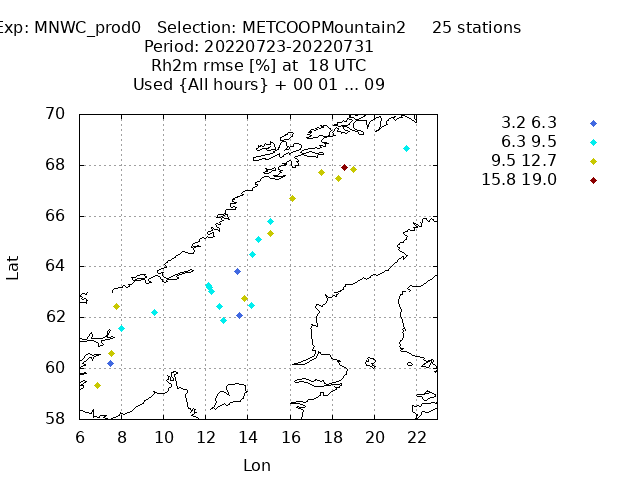 Exp: MNWC_prod0   Selection: METCOOPMountain2     25 stations
Period: 20220723-20220731
Rh2m rmse [%] at  18 UTC
Used {All hours} + 00 01 ... 09
3.2 6.3
6.3 9.5
9.5 12.7
15.8 19.0
70
68
66
64
62
60
58
Lat
6 8 10 12 14 16 18 20 22
Lon